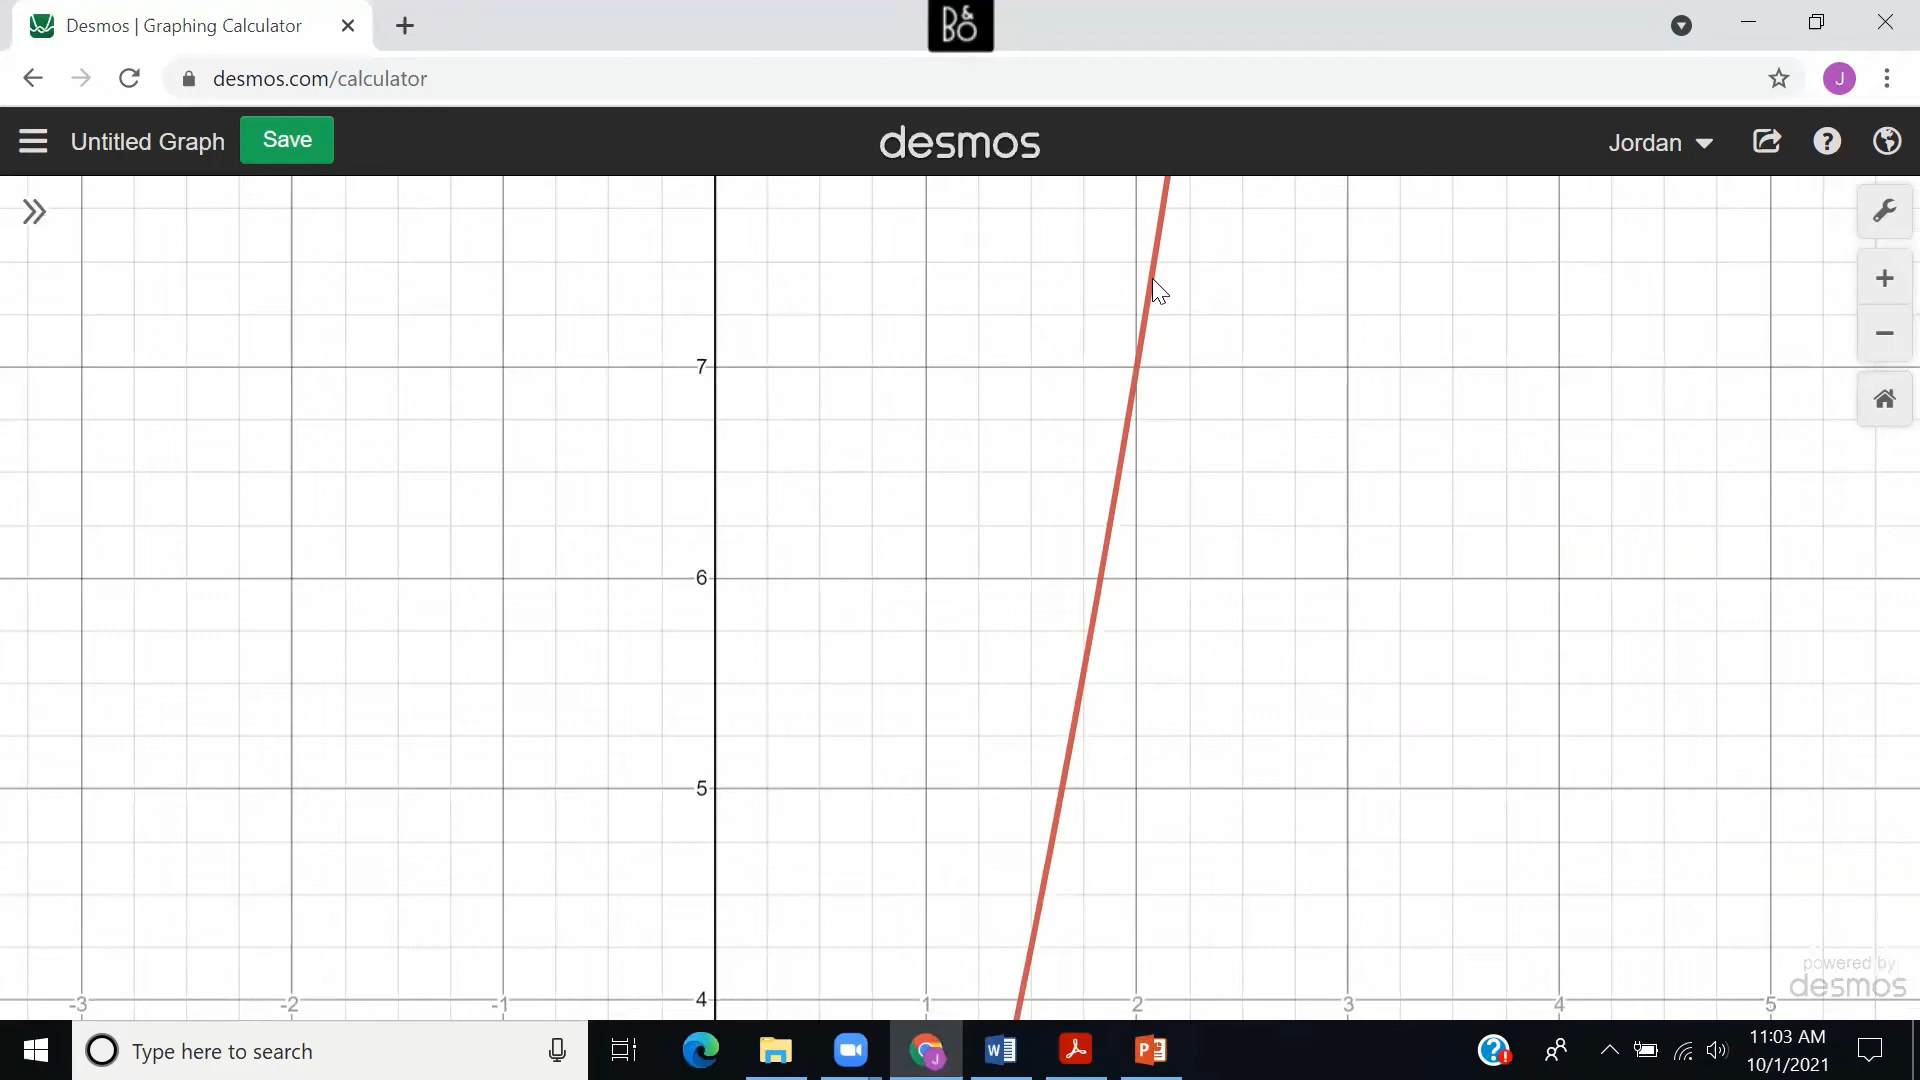 Desmos | Graphing Calculator
B&O
desmos.com/calculator
J
Untitled Graph
Save
desmos
Jordan
7
6
5
4
-3 -2 -1 1 2 3 4 5
powered by
desmos
Type here to search
11:03 AM
10/1/2021